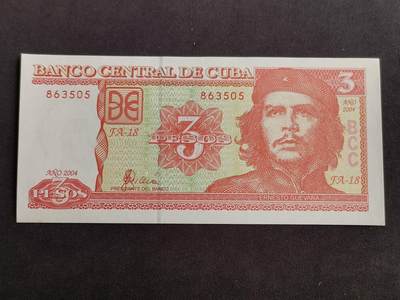 BANCO CENTRAL DE CUBA
3
863505
863505
AÑO
2004
FA-18
3
PESOS
BCC
AÑO 2004
3
PESOS
PRESIDENTE DEL BANCO
FA-18
ERNESTO GUEVARA